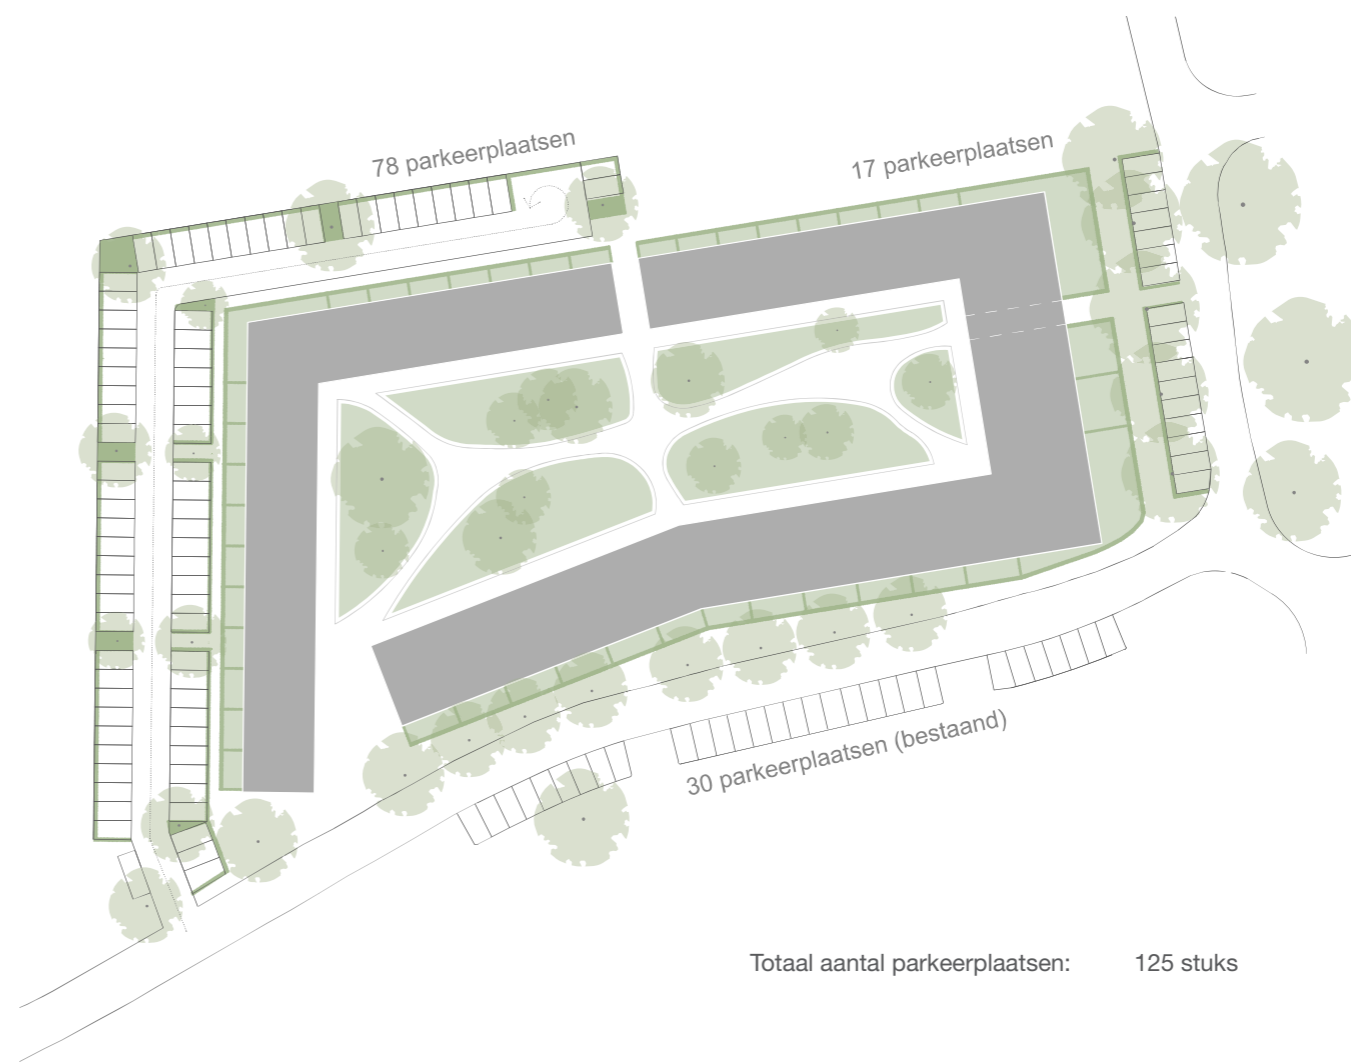 78 parkeerplaatsen
17 parkeerplaatsen
30 parkeerplaatsen (bestaand)
Totaal aantal parkeerplaatsen: 125 stuks